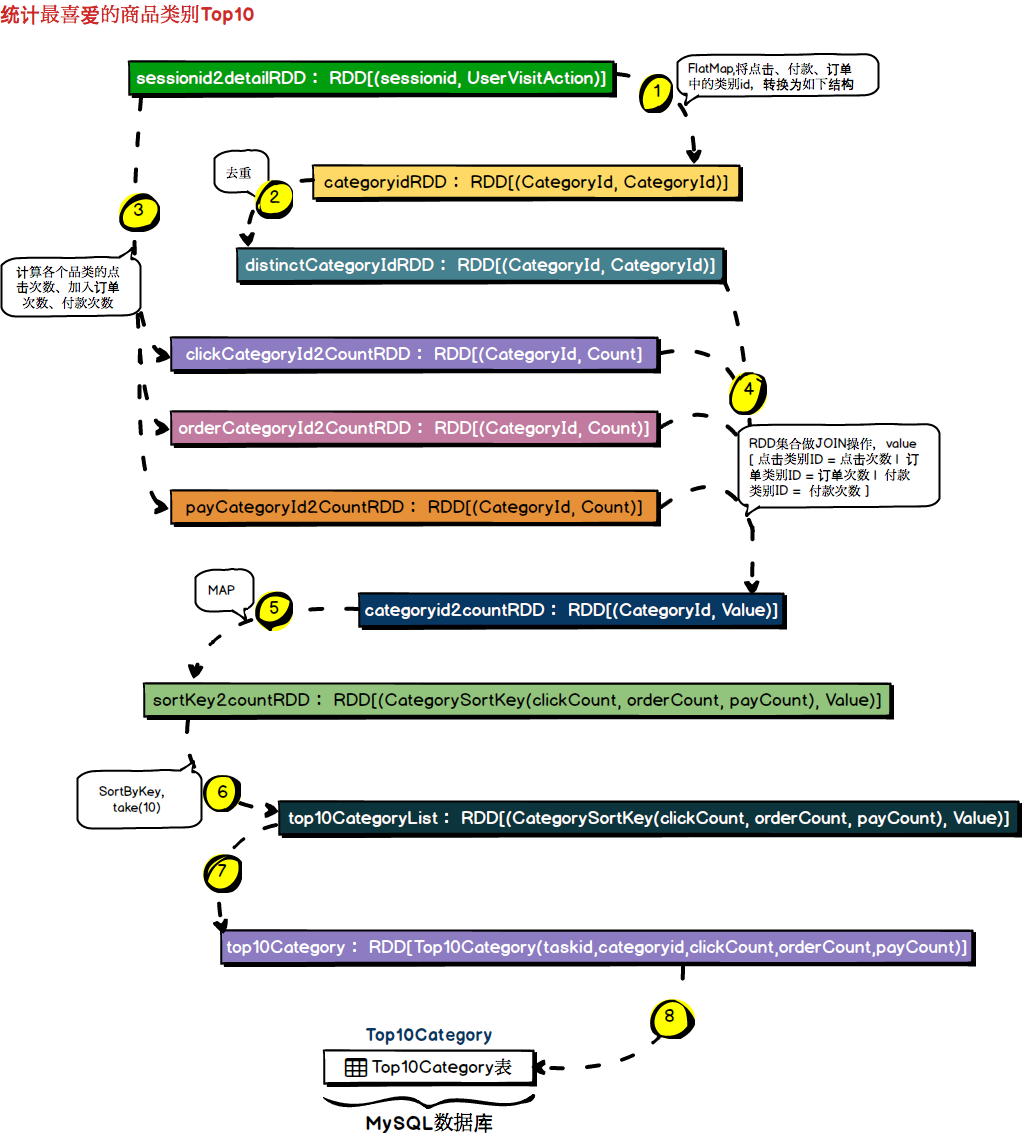 统计最喜爱的商品类别Top10
sessionid2detailRDD： RDD[(sessionid, UserVisitAction)]
1
FlatMap,将点击、付款、订单
中的类别id，转换为如下结构
去重
2
categoryidRDD： RDD[(CategoryId, CategoryId)]
3
distinctCategoryIdRDD： RDD[(CategoryId, CategoryId)]
计算各个品类的点
击次数、加入订单
次数、付款次数
clickCategoryId2CountRDD： RDD[(CategoryId, Count]
4
orderCategoryId2CountRDD： RDD[(CategoryId, Count)]
RDD集合做JOIN操作，value
[ 点击类别ID = 点击次数 | 订
单类别ID = 订单次数 | 付款
类别ID = 付款次数 ]
payCategoryId2CountRDD： RDD[(CategoryId, Count)]
MAP
5
categoryid2countRDD： RDD[(CategoryId, Value)]
sortKey2countRDD： RDD[(CategorySortKey(clickCount, orderCount, payCount), Value)]
SortByKey,
take(10)
6
top10CategoryList： RDD[(CategorySortKey(clickCount, orderCount, payCount), Value)]
7
top10Category： RDD[Top10Category(taskid,categoryid,clickCount,orderCount,payCount)]
8
Top10Category
Top10Category表
MySQL数据库